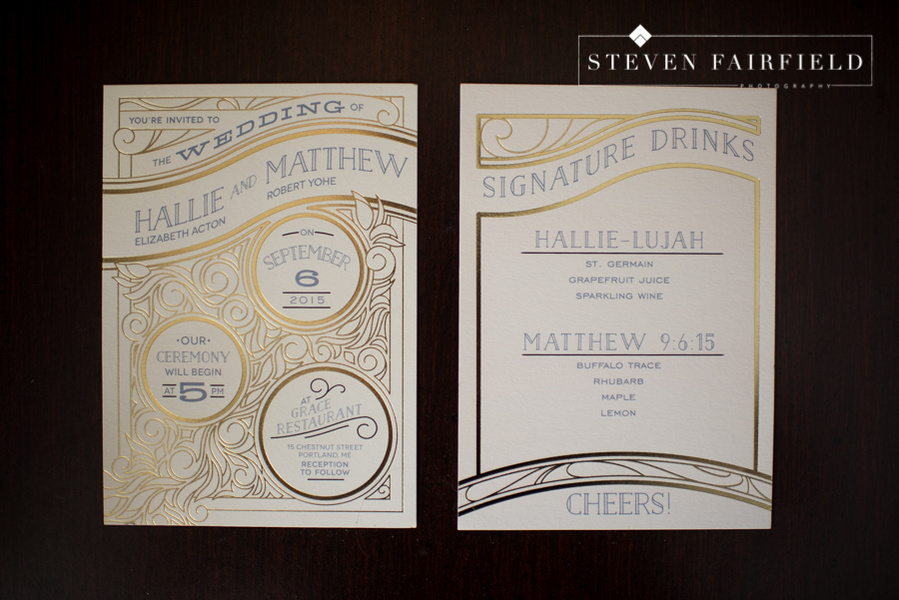 STEVEN FAIRFIELD
PHOTOGRAPHY
YOU'RE INVITED TO
THE WEDDING OF
HALLIE AND MATTHEW
ELIZABETH ACTON ROBERT YOHE
ON
SEPTEMBER
6
2015
·OUR·
CEREMONY
WILL BEGIN
AT 5 PM
AT
GRACE
RESTAURANT
15 CHESTNUT STREET
PORTLAND, ME
RECEPTION
TO FOLLOW
SIGNATURE DRINKS
HALLIE-LUJAH
ST. GERMAIN
GRAPEFRUIT JUICE
SPARKLING WINE
MATTHEW 9:6:15
BUFFALO TRACE
RHUBARB
MAPLE
LEMON
CHEERS!